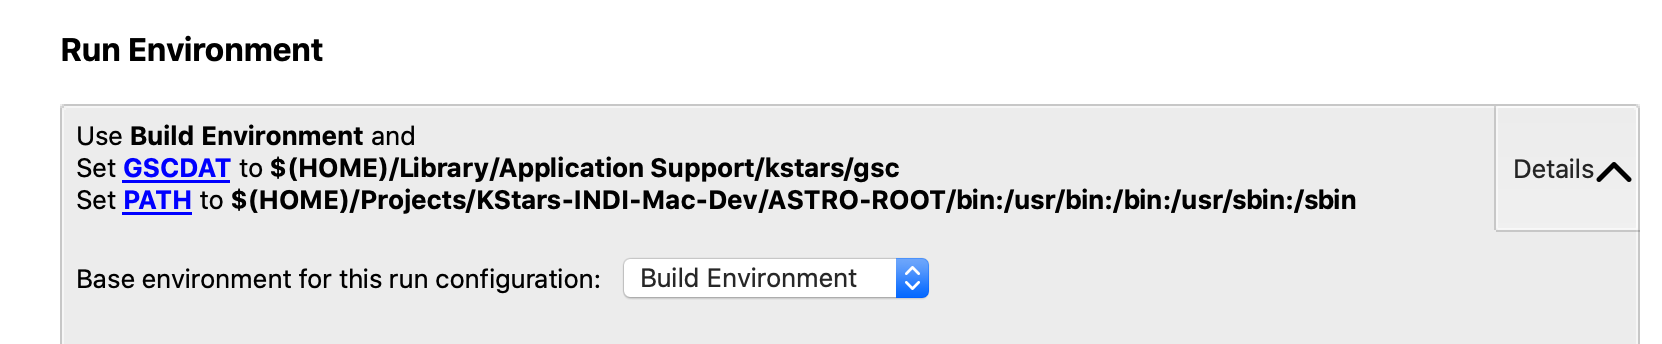 Run Environment
Use Build Environment and
Set GSCDAT to $(HOME)/Library/Application Support/kstars/gsc
Set PATH to $(HOME)/Projects/KStars-INDI-Mac-Dev/ASTRO-ROOT/bin:/usr/bin:/bin:/usr/sbin:/sbin
Details
Base environment for this run configuration: Build Environment